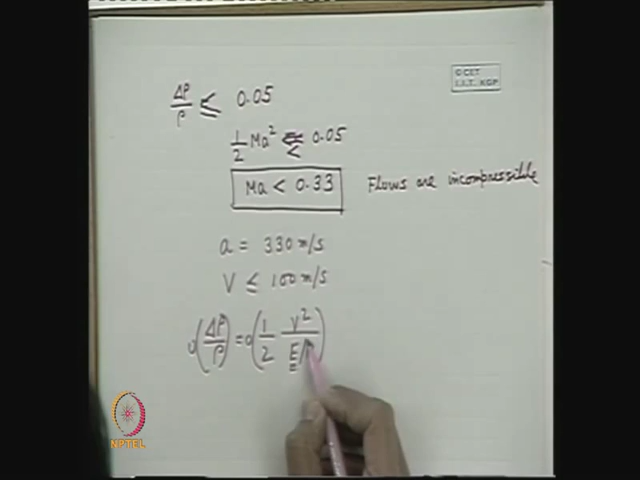 © CET
I.I.T. KGP
Δρ/ρ ≤ 0.05
1/2 Ma² ≤ 0.05
Ma < 0.33 Flows are incompressible
a = 330 m/s
V ≤ 100 m/s
o(Δρ/ρ) = o(1/2 V²/E/ρ)
NPTEL